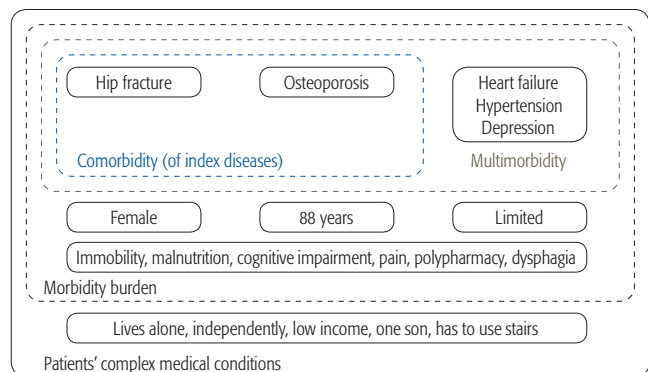 Hip fracture
Osteoporosis
Heart failure
Hypertension
Depression
Comorbidity (of index diseases)
Multimorbidity
Female
88 years
Limited
Immobility, malnutrition, cognitive impairment, pain, polypharmacy, dysphagia
Morbidity burden
Lives alone, independently, low income, one son, has to use stairs
Patients’ complex medical conditions